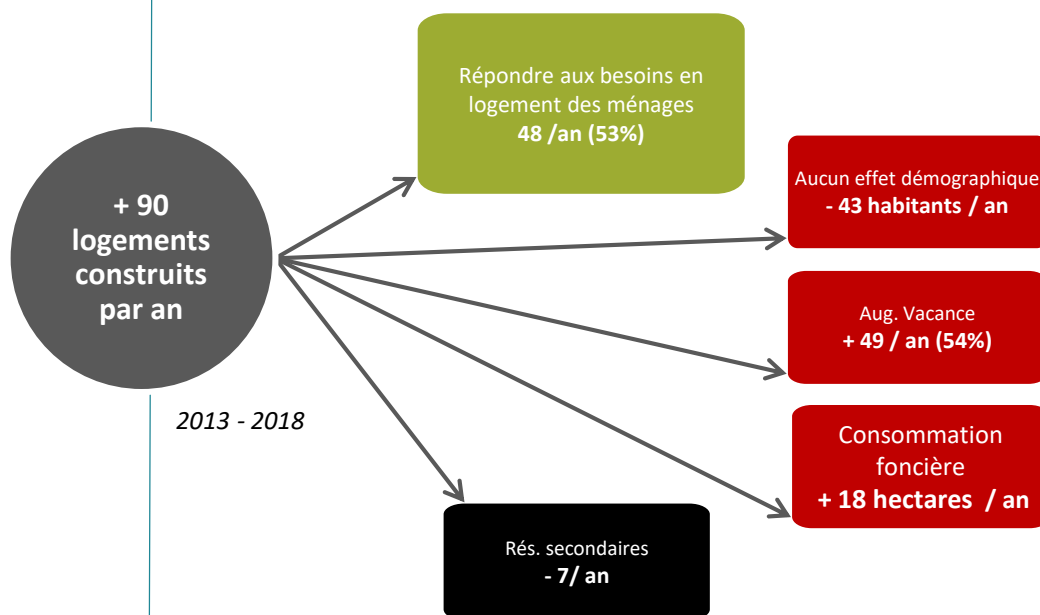 + 90
logements
construits
par an
2013 - 2018
Répondre aux besoins en
logement des ménages
48 /an (53%)
Aucun effet démographique
- 43 habitants / an
Aug. Vacance
+ 49 / an (54%)
Consommation
foncière
+ 18 hectares / an
Rés. secondaires
- 7/ an